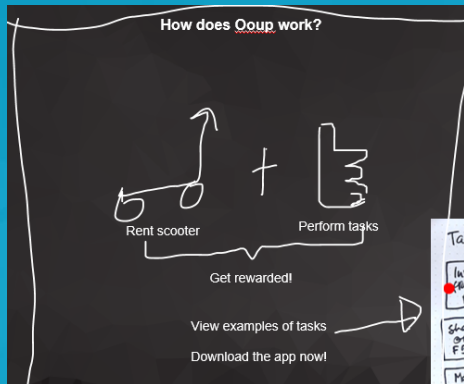 How does Ooup work?
Rent scooter
Perform tasks
Get rewarded!
View examples of tasks
Download the app now!